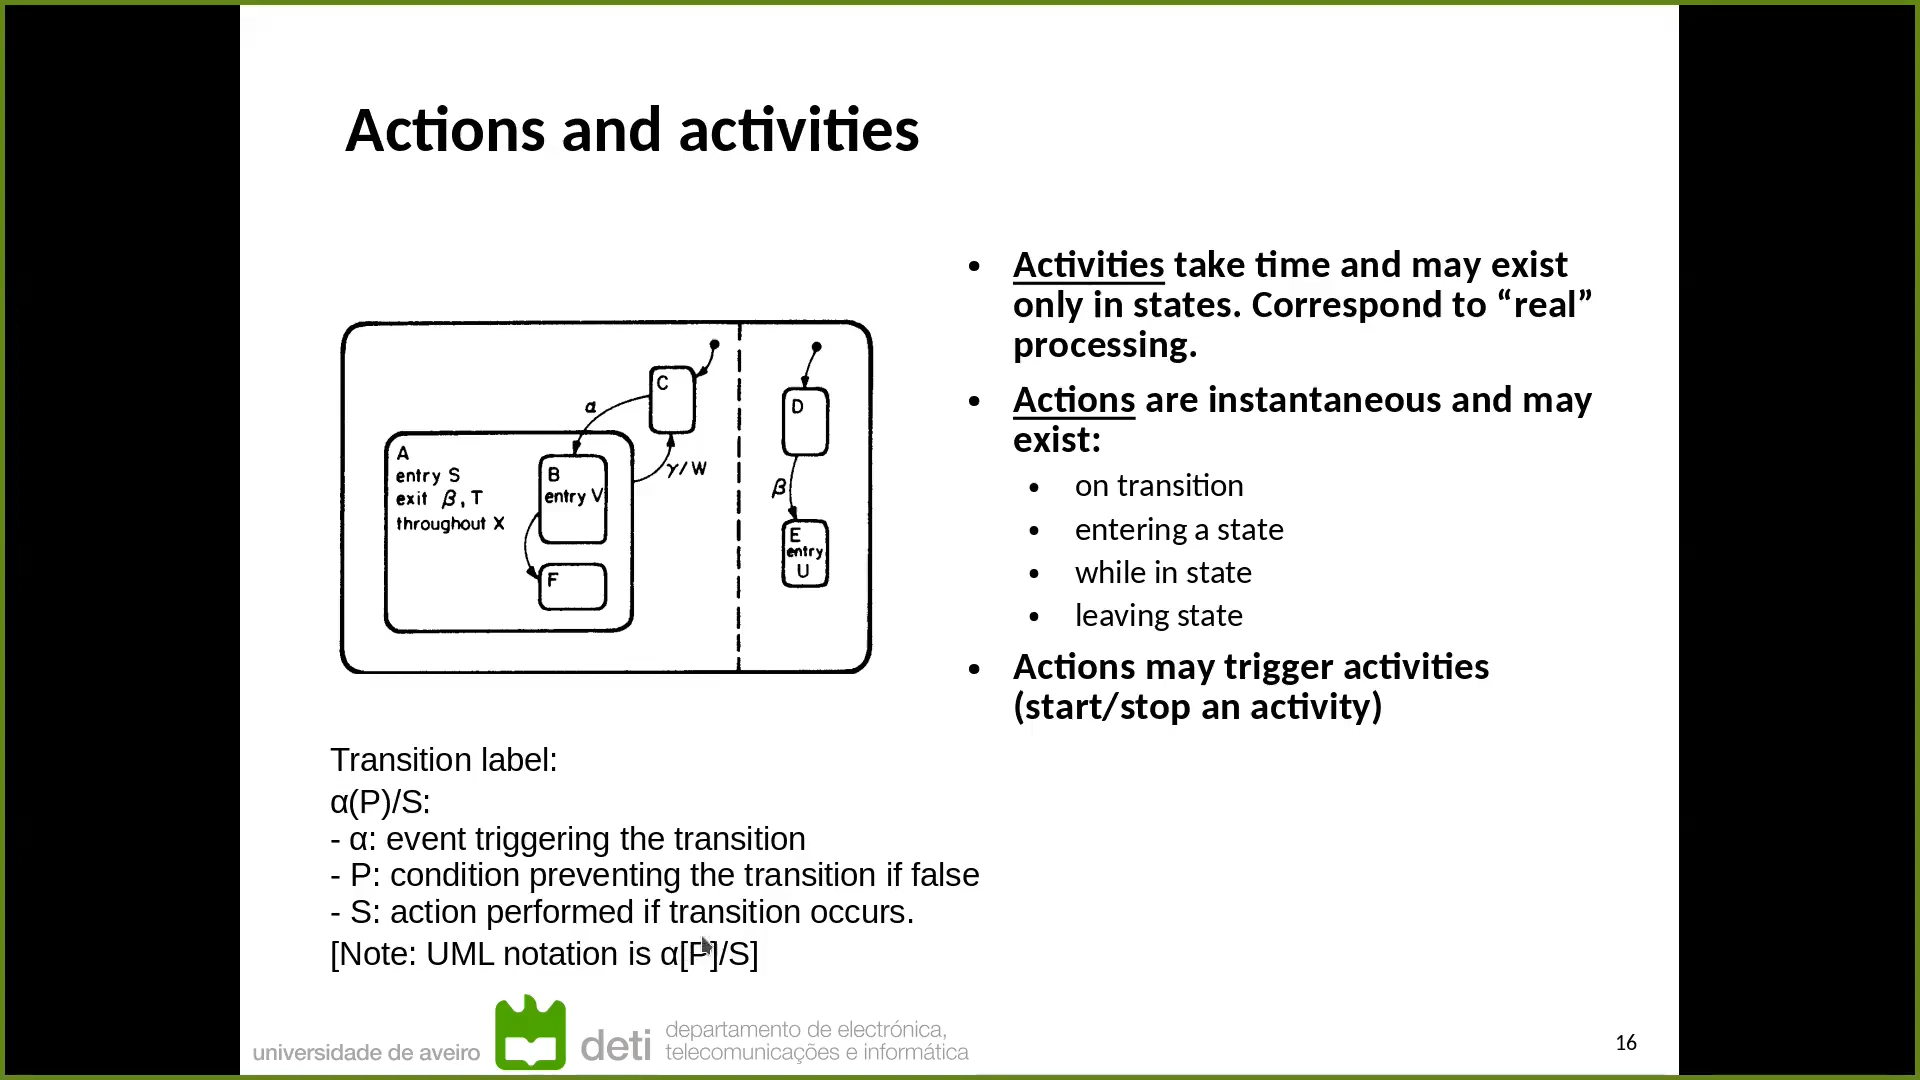 Actions and activities
C
α
A
entry S
exit β, T
throughout X
B
entry V
F
γ/W
D
β
E
entry
U
• Activities take time and may exist
only in states. Correspond to “real”
processing.
• Actions are instantaneous and may
exist:
• on transition
• entering a state
• while in state
• leaving state
• Actions may trigger activities
(start/stop an activity)
Transition label:
α(P)/S:
- α: event triggering the transition
- P: condition preventing the transition if false
- S: action performed if transition occurs.
[Note: UML notation is α[P]/S]
universidade de aveiro
deti
departamento de electrónica,
telecomunicações e informática
16